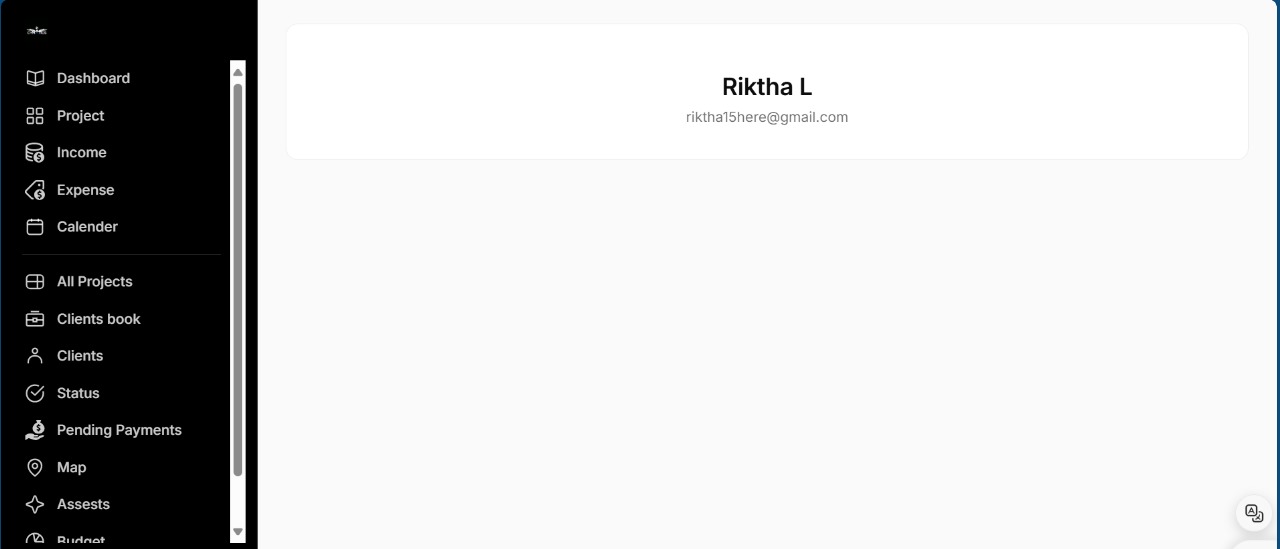 Dashboard
Project
Income
Expense
Calender
All Projects
Clients book
Clients
Status
Pending Payments
Map
Assests
Budget
Riktha L
riktha15here@gmail.com